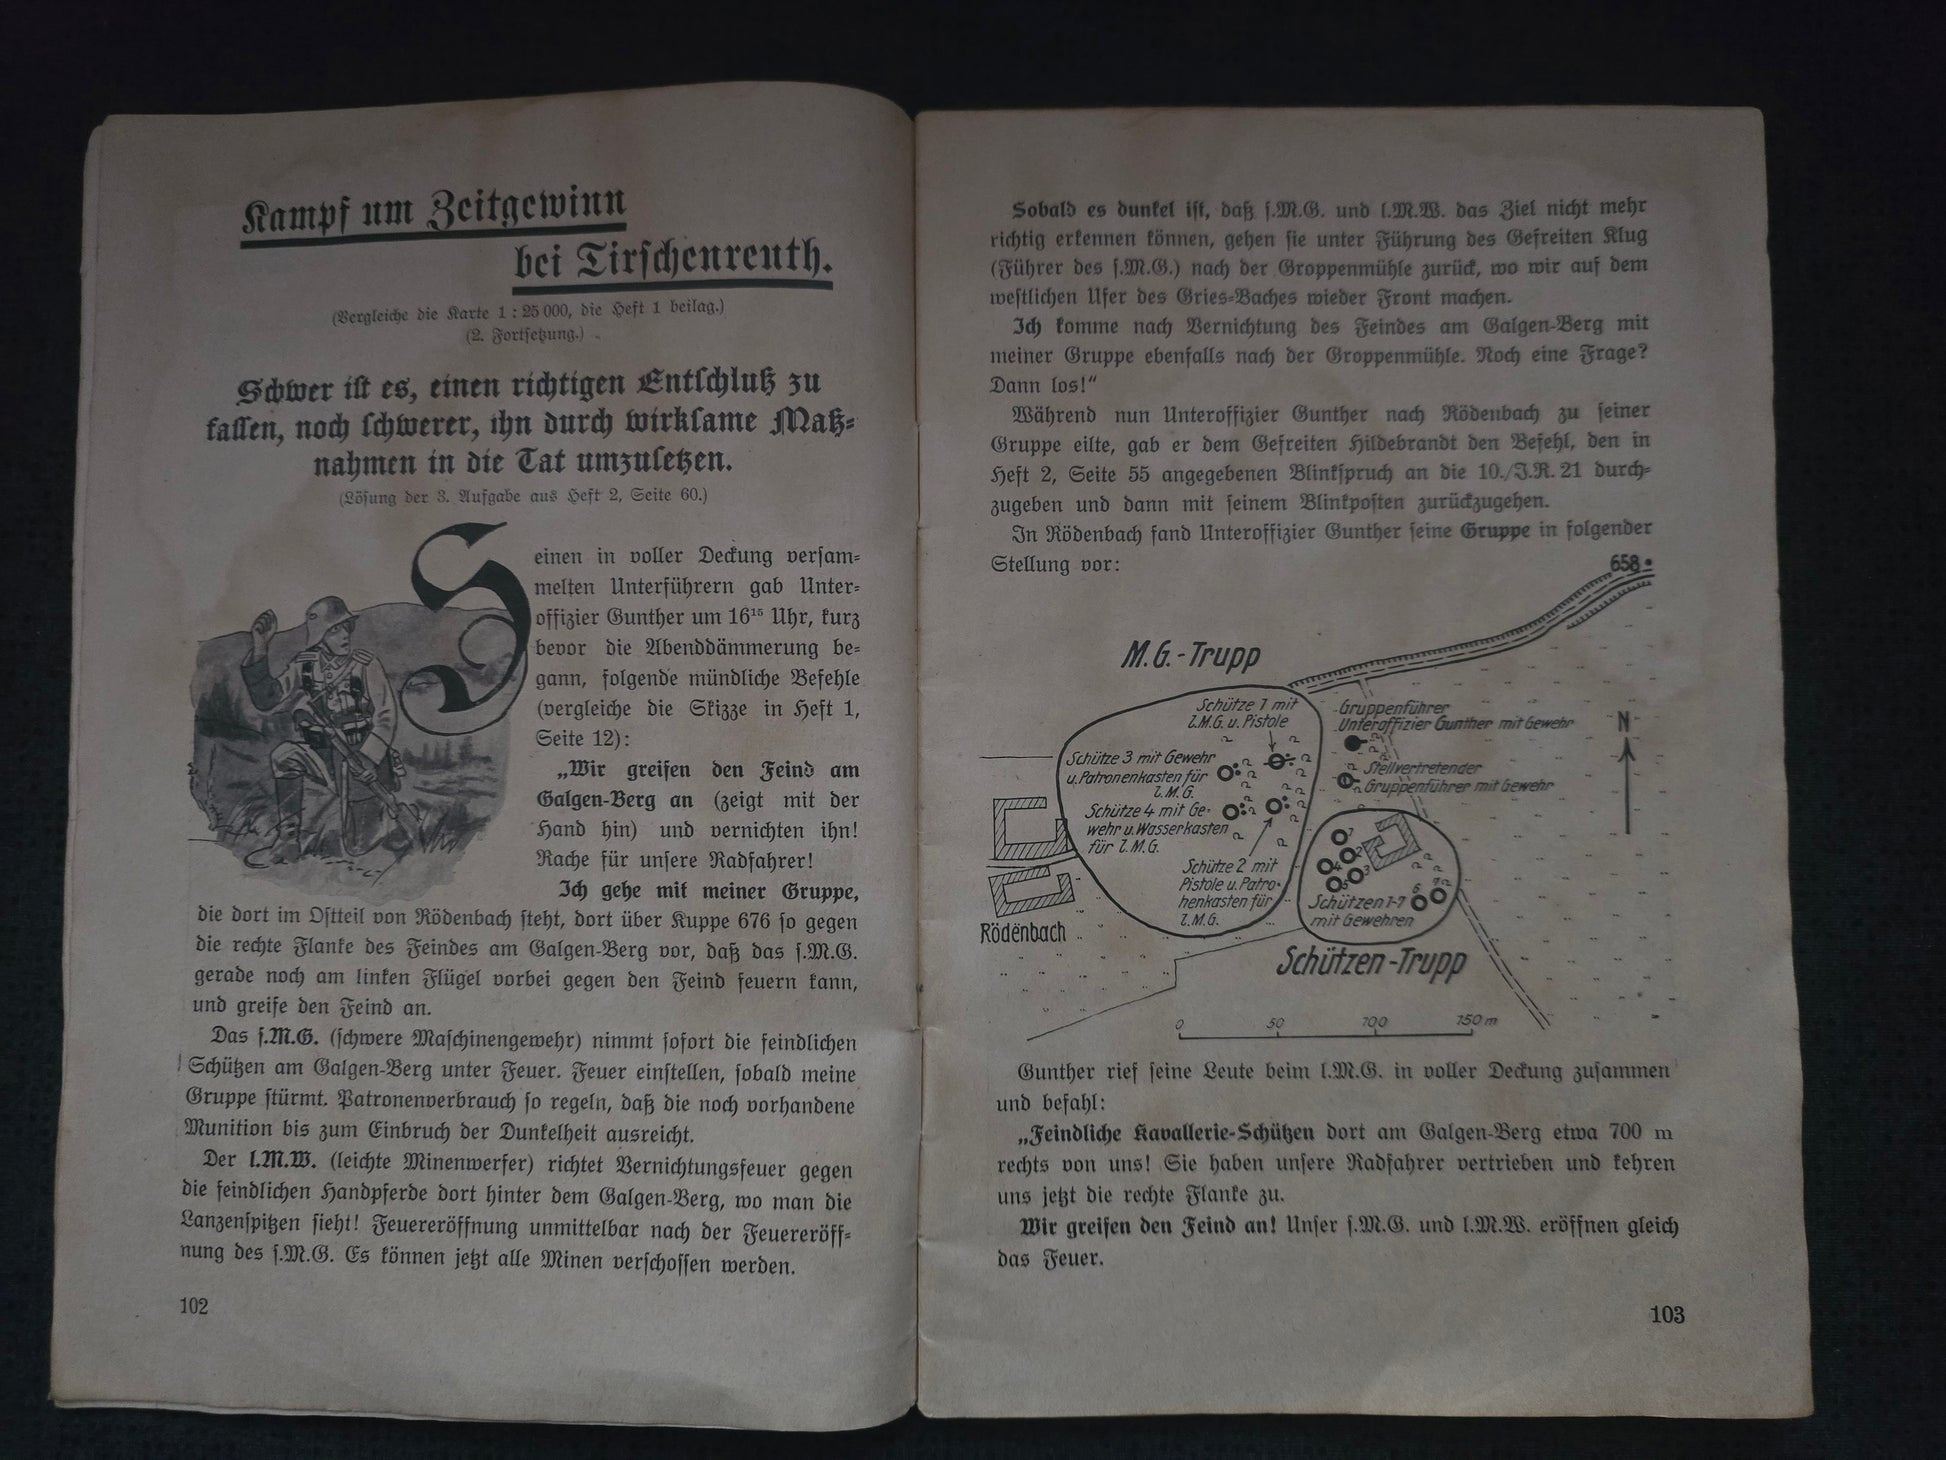 Kampf um Zeitgewinn
bei Tirschenreuth.
(Vergleiche die Karte 1 : 25 000, die Heft 1 beilag.)
(2. Fortsetzung.)
Schwer ist es, einen richtigen Entschluß zu
fassen, noch schwerer, ihn durch wirksame Maß-
nahmen in die Tat umzusetzen.
(Lösung der 3. Aufgabe aus Heft 2, Seite 60.)
Seinen in voller Deckung versam-
melten Unterführern gab Unter-
offizier Gunther um 16¹⁵ Uhr, kurz
bevor die Abenddämmerung be-
gann, folgende mündliche Befehle
(vergleiche die Skizze in Heft 1,
Seite 12):
„Wir greifen den Feind am
Galgen-Berg an (zeigt mit der
Hand hin) und vernichten ihn!
Rache für unsere Radfahrer!
Ich gehe mit meiner Gruppe,
die dort im Ostteil von Rödenbach steht, dort über Kuppe 676 so gegen
die rechte Flanke des Feindes am Galgen-Berg vor, daß das s.M.G.
gerade noch am linken Flügel vorbei gegen den Feind feuern kann,
und greife den Feind an.
Das s.M.G. (schwere Maschinengewehr) nimmt sofort die feindlichen
Schützen am Galgen-Berg unter Feuer. Feuer einstellen, sobald meine
Gruppe stürmt. Patronenverbrauch so regeln, daß die noch vorhandene
Munition bis zum Einbruch der Dunkelheit ausreicht.
Der l.M.W. (leichte Minenwerfer) richtet Vernichtungsfeuer gegen
die feindlichen Handpferde dort hinter dem Galgen-Berg, wo man die
Lanzenspitzen sieht! Feuereröffnung unmittelbar nach der Feuereröff-
nung des s.M.G. Es können jetzt alle Minen verschossen werden.
102
Sobald es dunkel ist, daß s.M.G. und l.M.W. das Ziel nicht mehr
richtig erkennen können, gehen sie unter Führung des Gefreiten Klug
(Führer des s.M.G.) nach der Groppenmühle zurück, wo wir auf dem
westlichen Ufer des Gries-Baches wieder Front machen.
Ich komme nach Vernichtung des Feindes am Galgen-Berg mit
meiner Gruppe ebenfalls nach der Groppenmühle. Noch eine Frage?
Dann los!“
Während nun Unteroffizier Gunther nach Rödenbach zu seiner
Gruppe eilte, gab er dem Gefreiten Hildebrandt den Befehl, den in
Heft 2, Seite 55 angegebenen Blinkspruch an die 10./J.R. 21 durch-
zugeben und dann mit seinem Blinkposten zurückzugehen.
In Rödenbach fand Unteroffizier Gunther seine Gruppe in folgender
Stellung vor:
658
M.G.-Trupp
Schütze 1 mit
l.M.G. u. Pistole
Gruppenführer
Unteroffizier Gunther mit Gewehr
N
Schütze 3 mit Gewehr
u. Patronenkasten für
l.M.G.
Stellvertretender
Gruppenführer mit Gewehr
Schütze 4 mit Ge-
wehr u. Wasserkasten
für l.M.G.
Schütze 2 mit
Pistole u. Patro-
henkasten für
l.M.G.
1
2
4
3
5
6
7
Schützen 1-7
mit Gewehren
Rödenbach
Schützen-Trupp
0 50 100 150 m
Gunther rief seine Leute beim l.M.G. in voller Deckung zusammen
und befahl:
„Feindliche Kavallerie-Schützen dort am Galgen-Berg etwa 700 m
rechts von uns! Sie haben unsere Radfahrer vertrieben und kehren
uns jetzt die rechte Flanke zu.
Wir greifen den Feind an! Unser s.M.G. und l.M.W. eröffnen gleich
das Feuer.
103